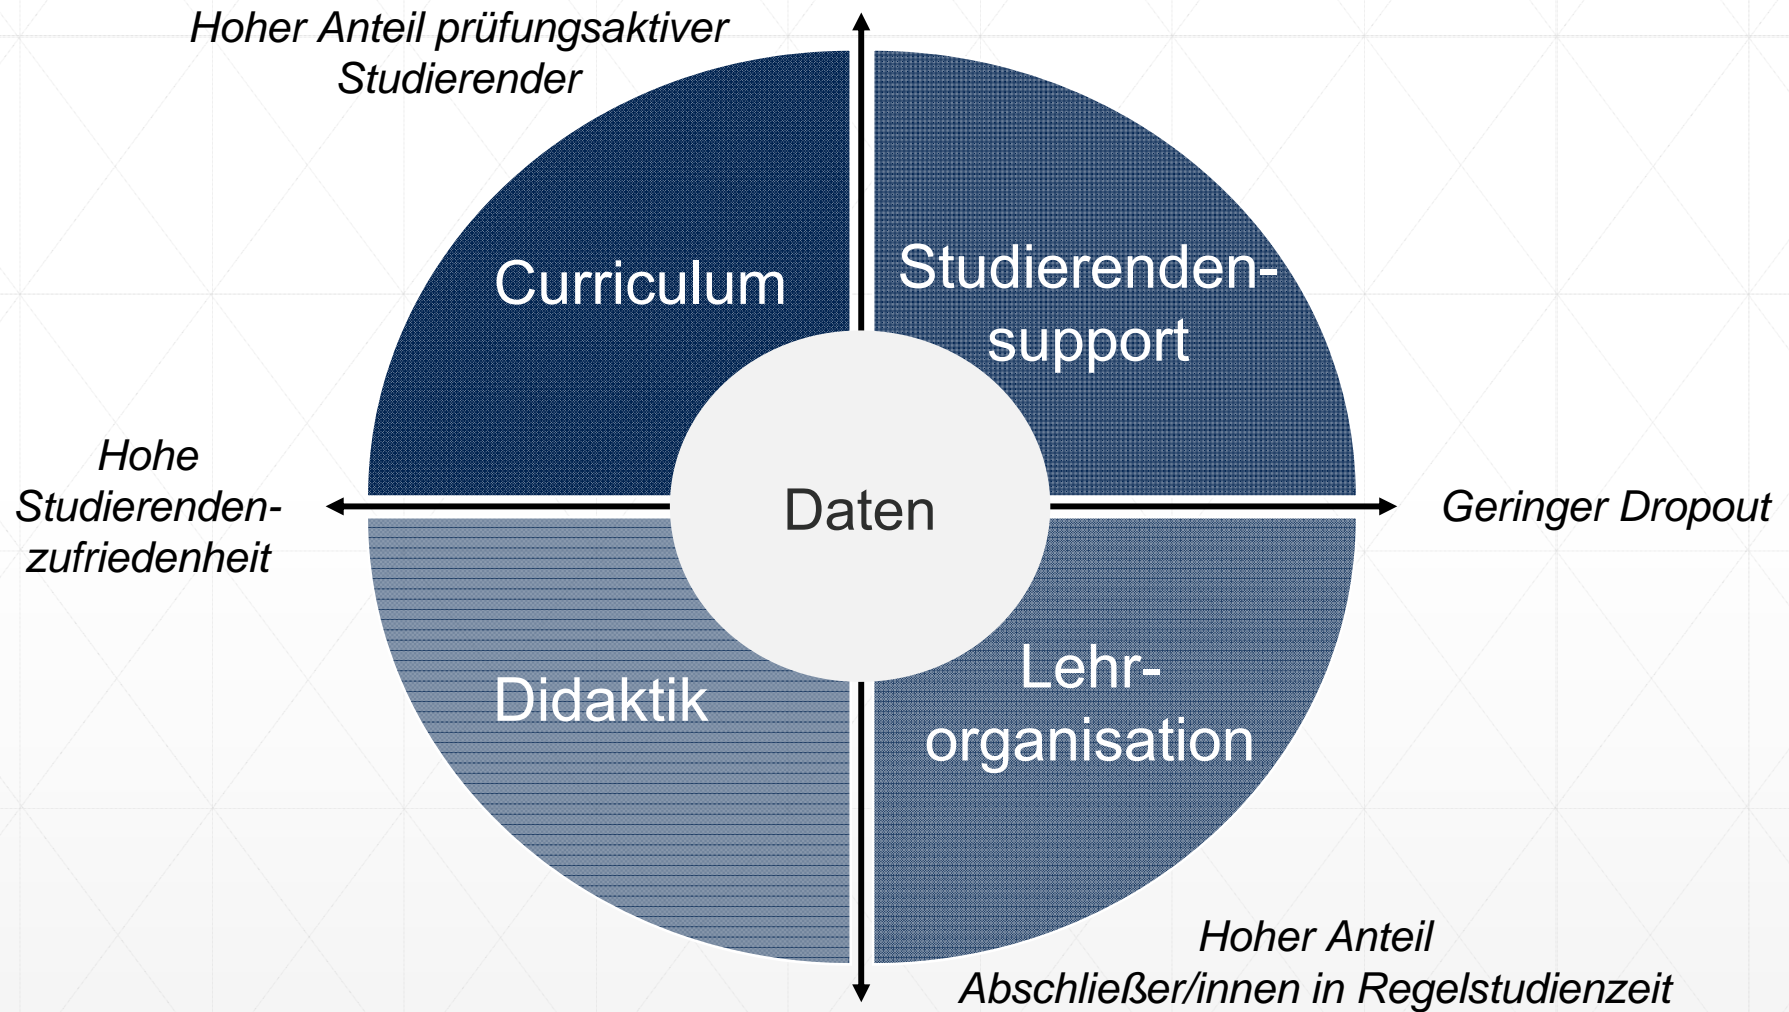 Hoher Anteil prüfungsaktiver
Studierender
Curriculum
Studierenden-
support
Hohe
Studierenden-
zufriedenheit
Daten
Geringer Dropout
Didaktik
Lehr-
organisation
Hoher Anteil
Abschließer/innen in Regelstudienzeit